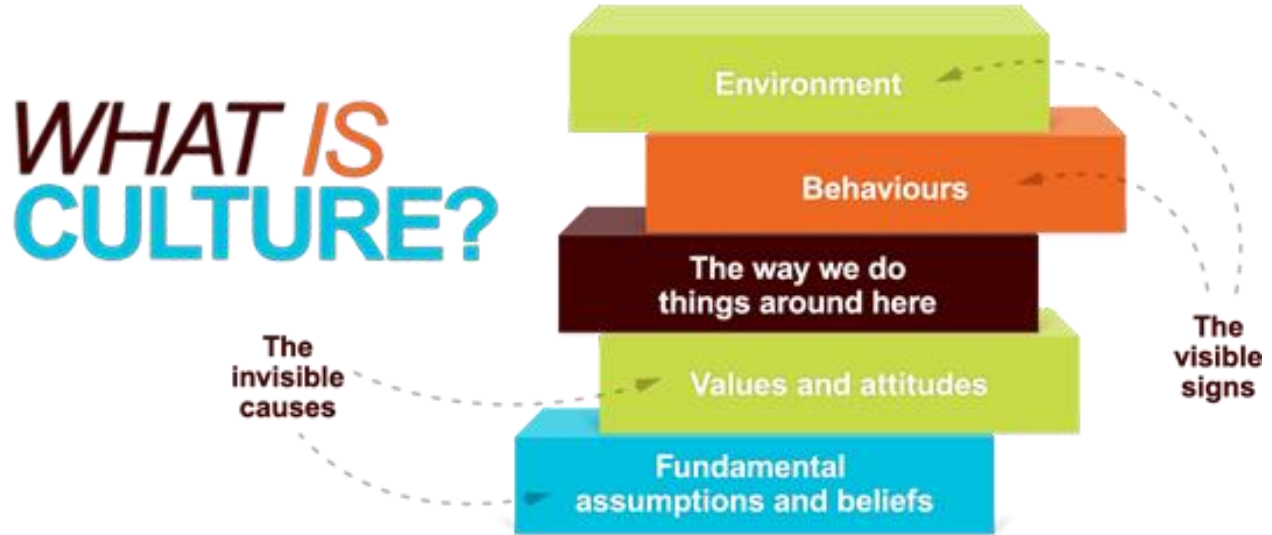 WHAT IS
CULTURE?
Environment
Behaviours
The way we do
things around here
Values and attitudes
Fundamental
assumptions and beliefs
The
invisible
causes
The
visible
signs